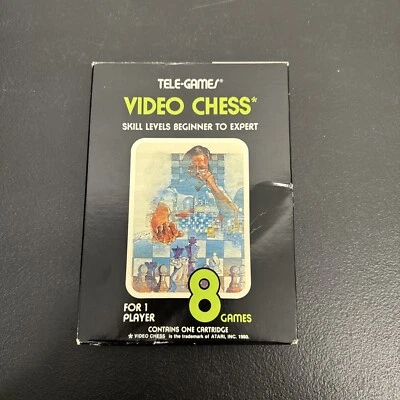 TELE-GAMES®
VIDEO CHESS*
SKILL LEVELS BEGINNER TO EXPERT
FOR 1
PLAYER
8
GAMES
CONTAINS ONE CARTRIDGE
* VIDEO CHESS is the trademark of ATARI, INC. 1980.